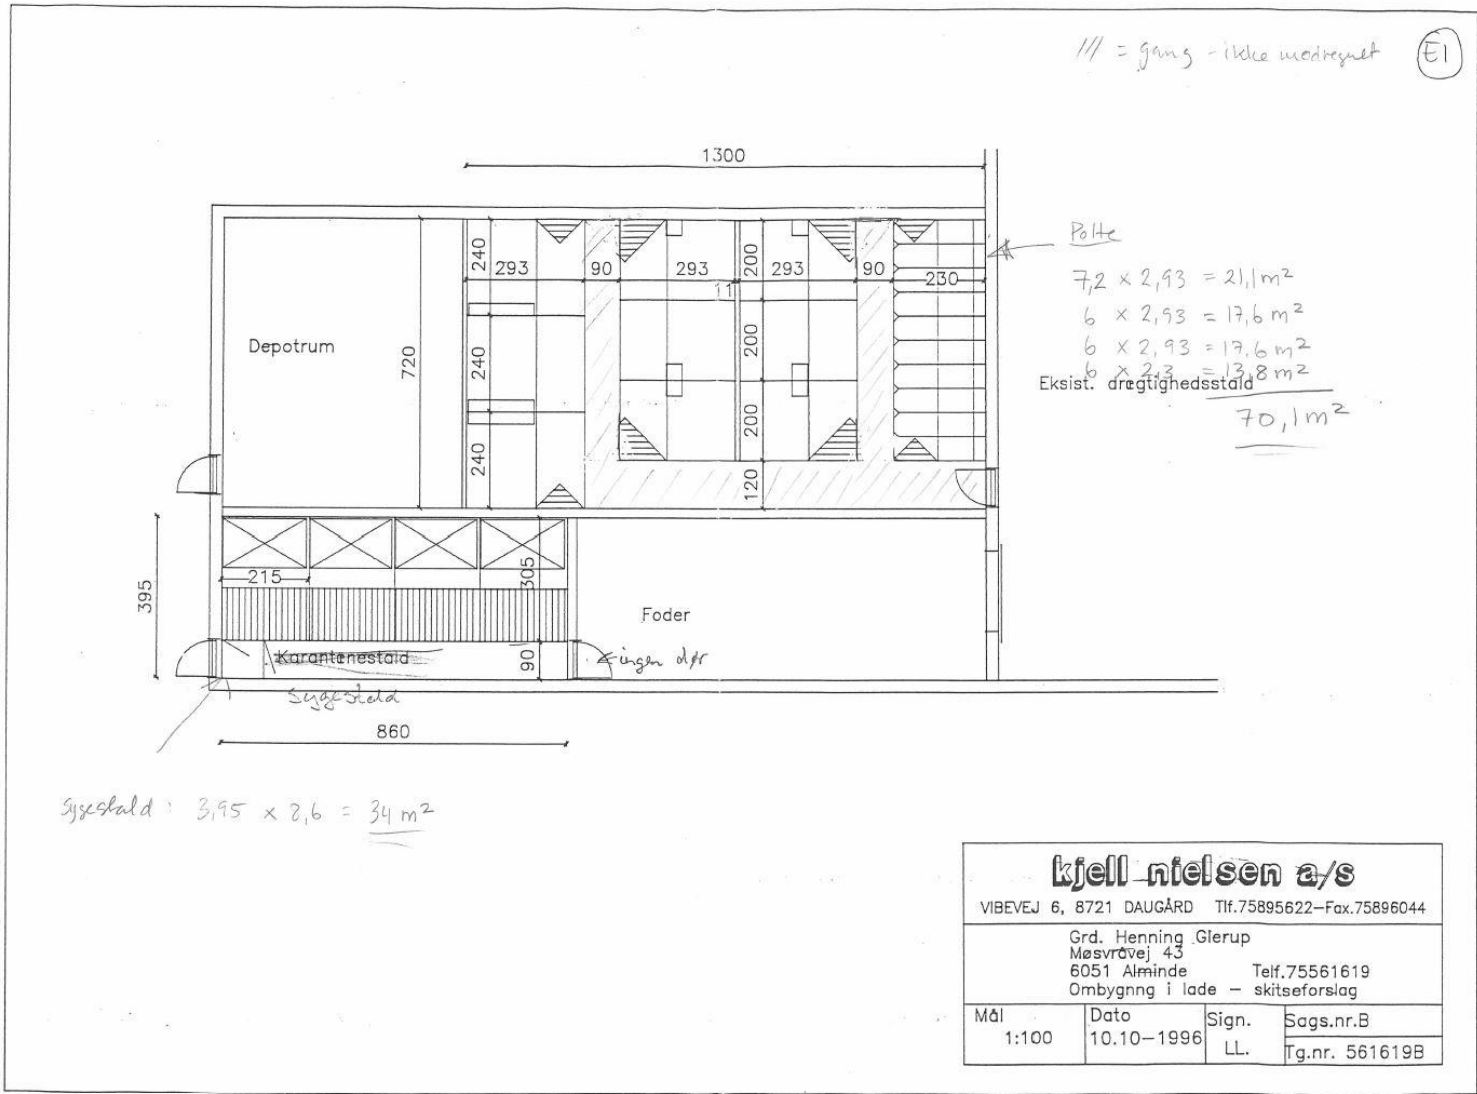 /// = gang - ikke modregnet
E1
1300
Polte
7,2 x 2,93 = 21,1 m²
6 x 2,93 = 17,6 m²
6 x 2,93 = 17,6 m²
6 x 2,3 = 13,8 m²
Eksist. drægtighedsstald
70,1 m²
240 293 90 293 200 293 90 230
11
Depotrum
720
240
200
240
200
120
395
215
305
Foder
Karantenestald
90
ingen dør
Sygestald
860
Sygestald : 3,95 x 8,6 = 34 m²
kjell nielsen a/s
VIBEVEJ 6, 8721 DAUGÅRD Tlf.75895622-Fax.75896044
Grd. Henning Gierup
Møsvråvej 43
6051 Alminde Telf.75561619
Ombygnng i lade - skitseforslag
Mål
1:100
Dato
10.10-1996
Sign.
LL.
Sags.nr.B
Tg.nr. 561619B